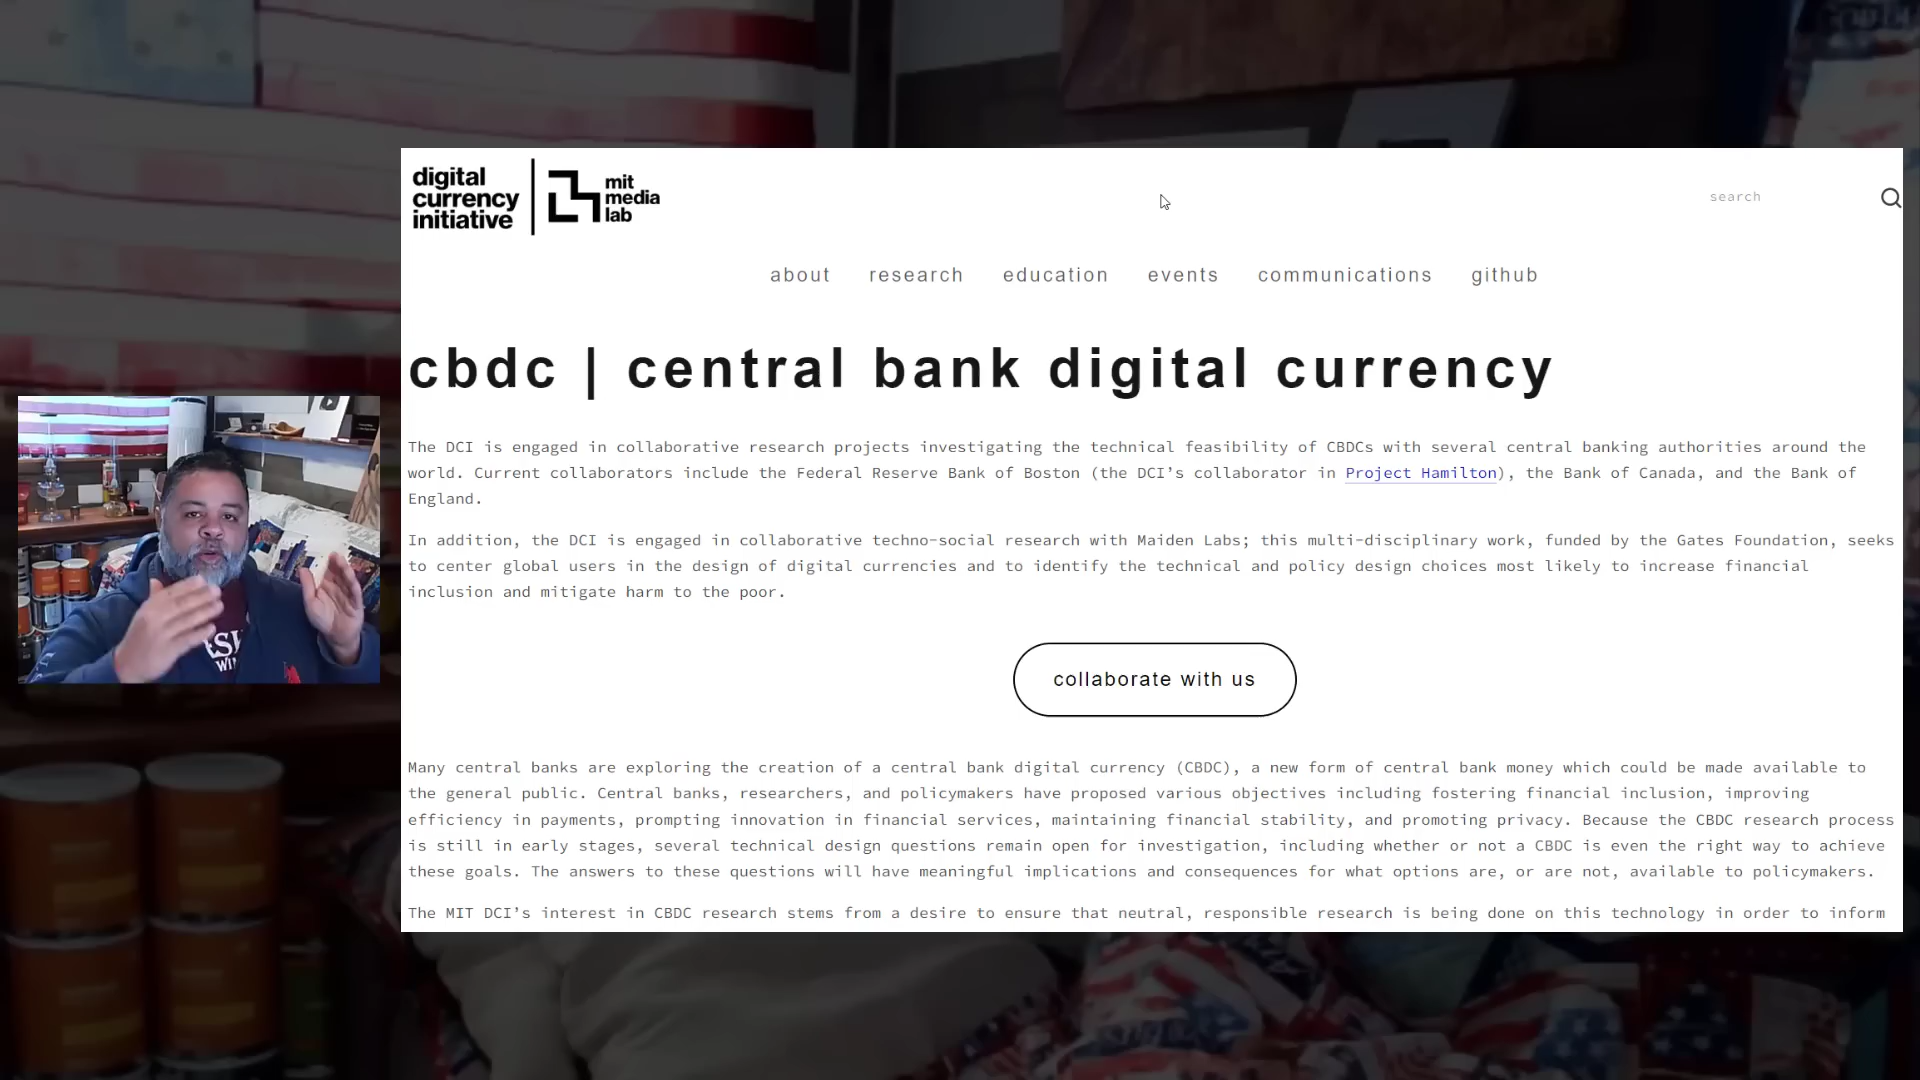 digital
currency
initiative
mit
media
lab
search
about research education events communications github
cbdc | central bank digital currency
The DCI is engaged in collaborative research projects investigating the technical feasibility of CBDCs with several central banking authorities around the
world. Current collaborators include the Federal Reserve Bank of Boston (the DCI’s collaborator in Project Hamilton), the Bank of Canada, and the Bank of
England.
In addition, the DCI is engaged in collaborative techno-social research with Maiden Labs; this multi-disciplinary work, funded by the Gates Foundation, seeks
to center global users in the design of digital currencies and to identify the technical and policy design choices most likely to increase financial
inclusion and mitigate harm to the poor.
collaborate with us
Many central banks are exploring the creation of a central bank digital currency (CBDC), a new form of central bank money which could be made available to
the general public. Central banks, researchers, and policymakers have proposed various objectives including fostering financial inclusion, improving
efficiency in payments, prompting innovation in financial services, maintaining financial stability, and promoting privacy. Because the CBDC research process
is still in early stages, several technical design questions remain open for investigation, including whether or not a CBDC is even the right way to achieve
these goals. The answers to these questions will have meaningful implications and consequences for what options are, or are not, available to policymakers.
The MIT DCI’s interest in CBDC research stems from a desire to ensure that neutral, responsible research is being done on this technology in order to inform